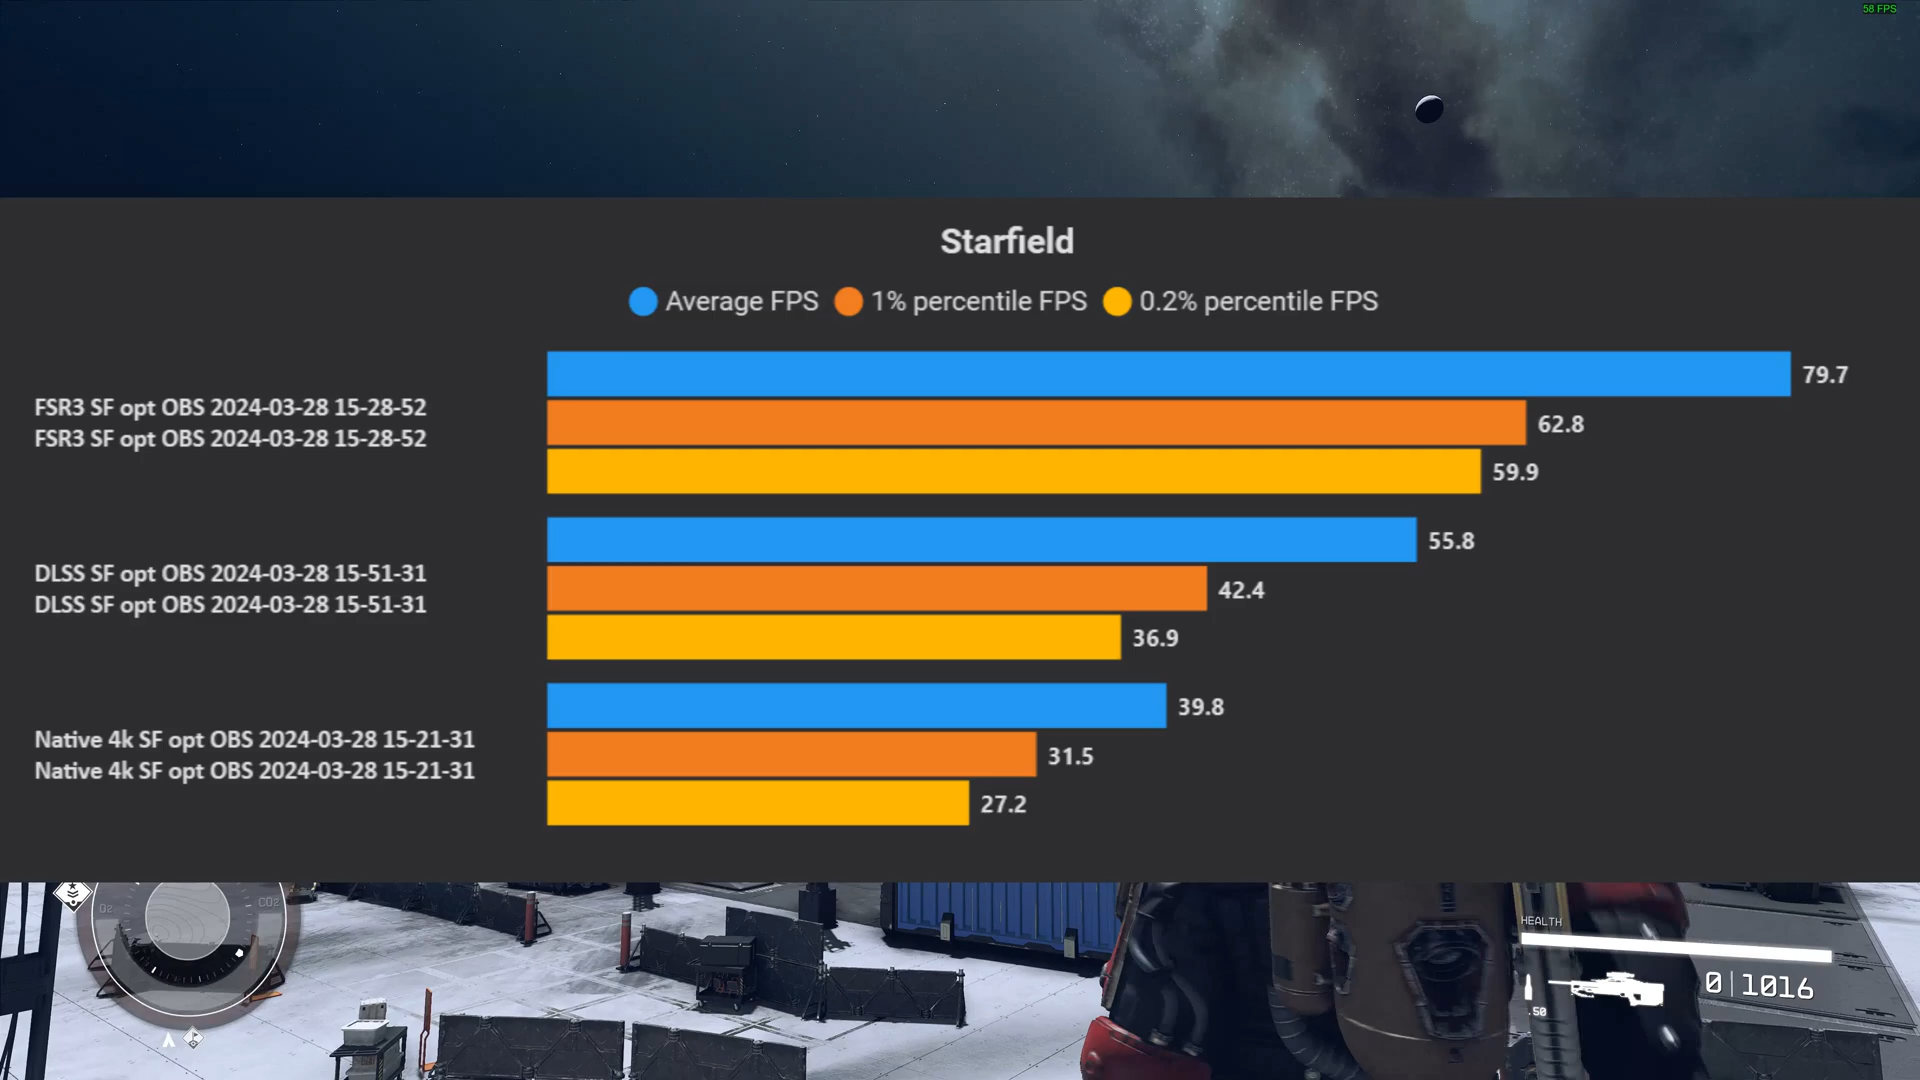 58 FPS
Starfield
Average FPS 1% percentile FPS 0.2% percentile FPS
79.7
FSR3 SF opt OBS 2024-03-28 15-28-52
FSR3 SF opt OBS 2024-03-28 15-28-52
62.8
59.9
55.8
DLSS SF opt OBS 2024-03-28 15-51-31
DLSS SF opt OBS 2024-03-28 15-51-31
42.4
36.9
39.8
Native 4k SF opt OBS 2024-03-28 15-21-31
Native 4k SF opt OBS 2024-03-28 15-21-31
31.5
27.2
O2 CO2
HEALTH
0|1016
.50